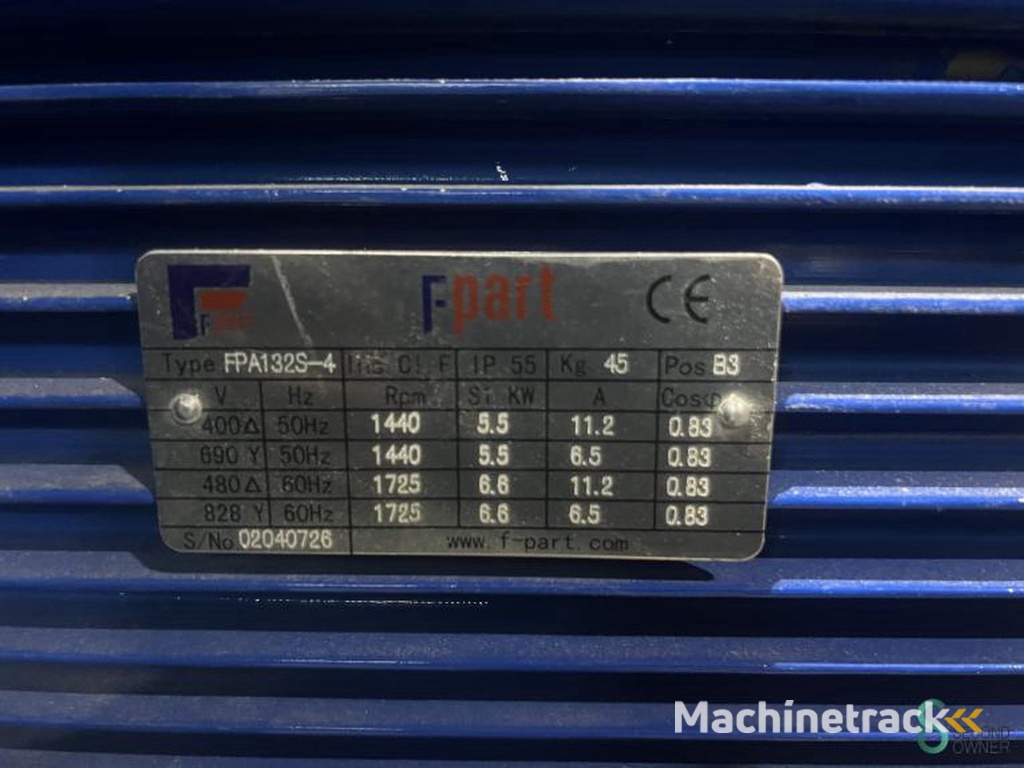 F-part
F-part CE
Type FPA132S-4 Ins Cl F IP 55 Kg 45 Pos B3
V Hz Rpm S1 KW A Cosφ
400Δ 50Hz 1440 5.5 11.2 0.83
690 Y 50Hz 1440 5.5 6.5 0.83
480Δ 60Hz 1725 6.6 11.2 0.83
828 Y 60Hz 1725 6.6 6.5 0.83
S/No 02040726 www.f-part.com
Machinetrack
SECOND
OWNER